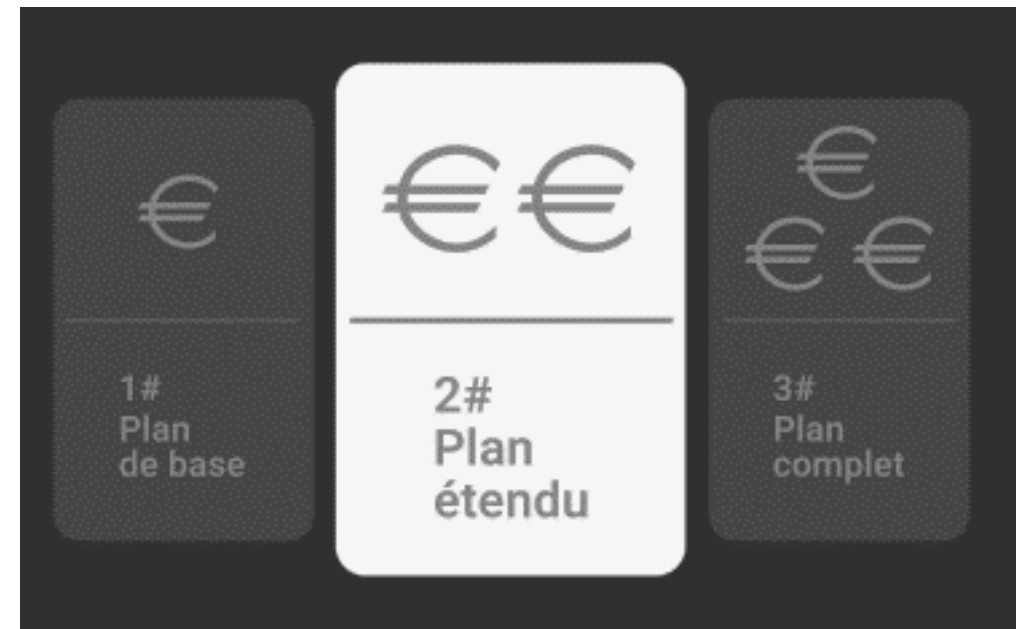 €
1#
Plan
de base
€€
2#
Plan
étendu
€
€ €
3#
Plan
complet